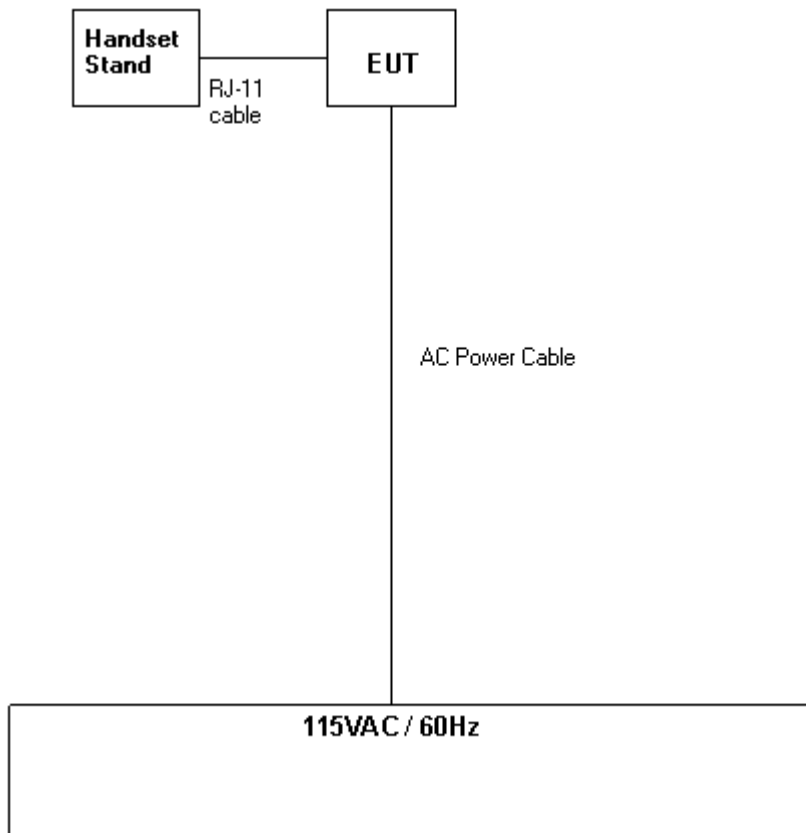 Handset
Stand
EUT
RJ-11
cable
AC Power Cable
115VAC / 60Hz